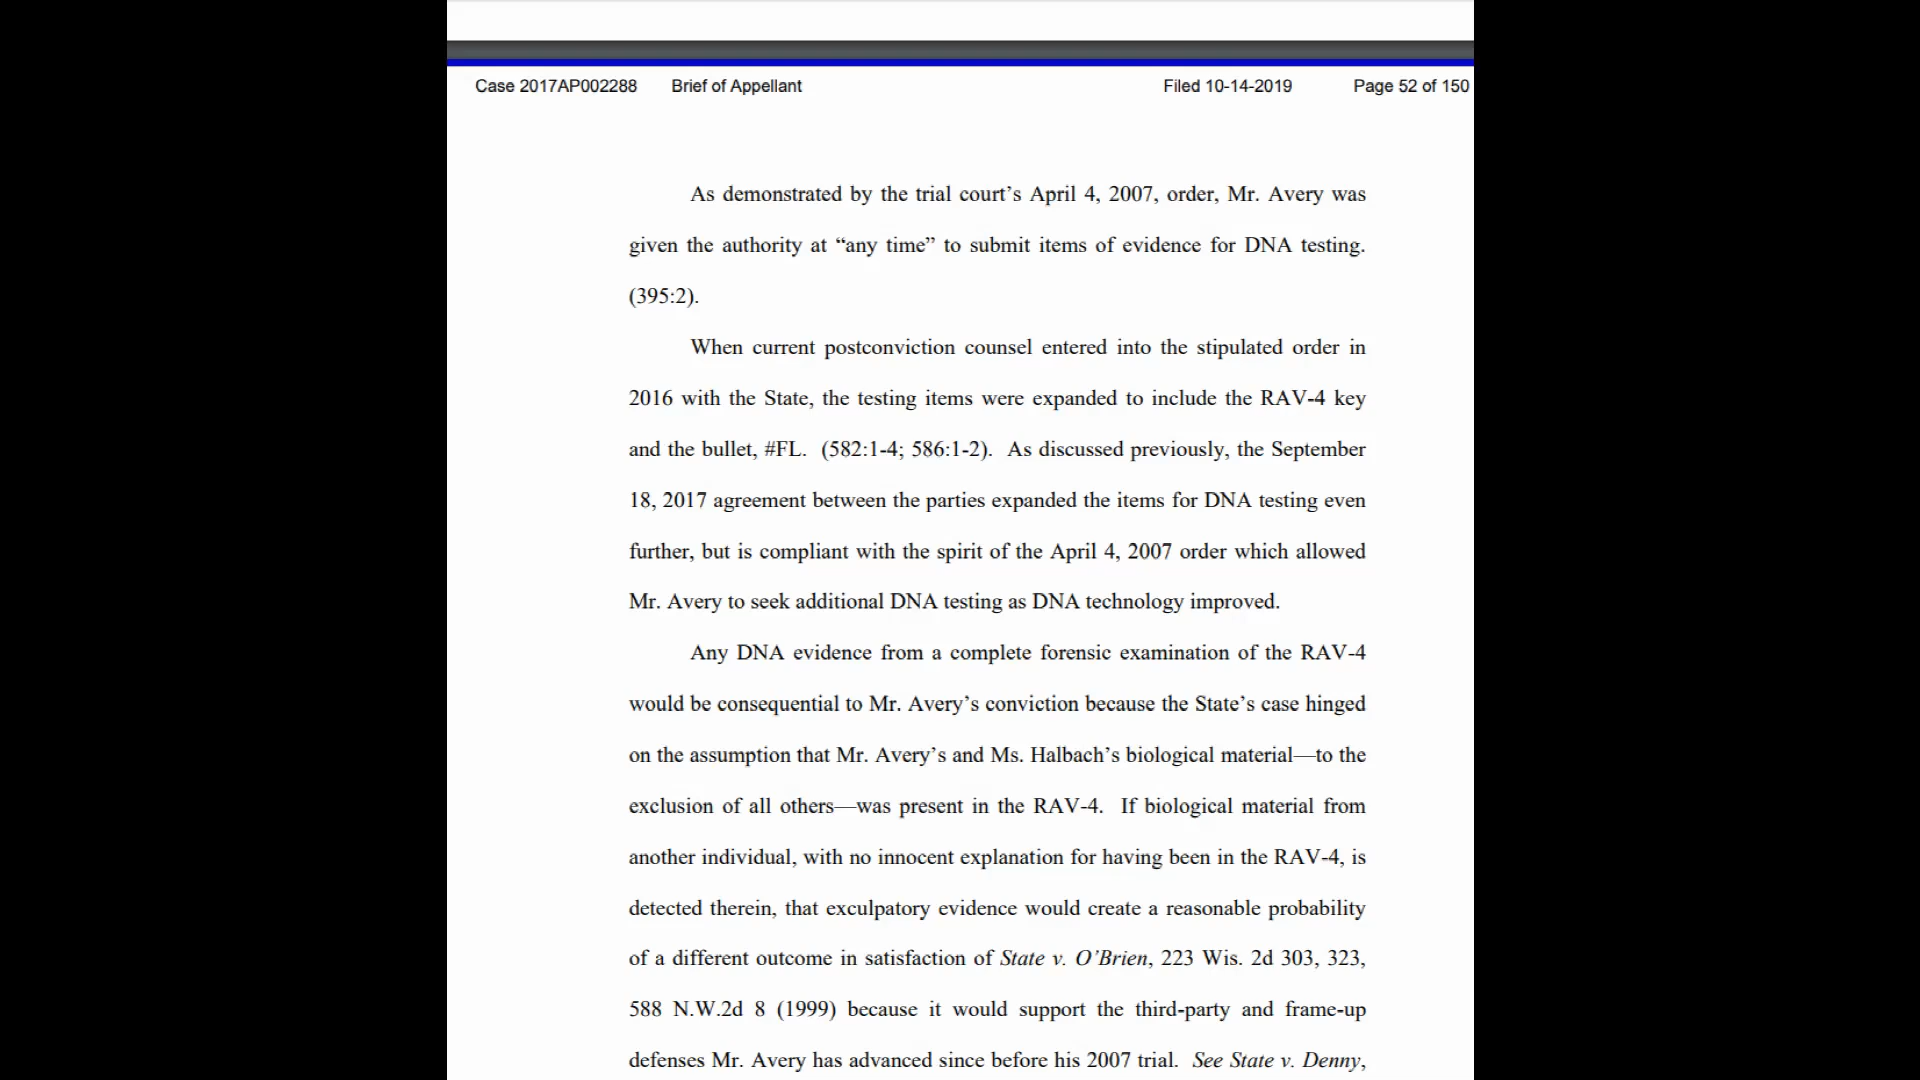 Case 2017AP002288 Brief of Appellant Filed 10-14-2019 Page 52 of 150
As demonstrated by the trial court’s April 4, 2007, order, Mr. Avery was
given the authority at “any time” to submit items of evidence for DNA testing.
(395:2).
When current postconviction counsel entered into the stipulated order in
2016 with the State, the testing items were expanded to include the RAV-4 key
and the bullet, #FL. (582:1-4; 586:1-2). As discussed previously, the September
18, 2017 agreement between the parties expanded the items for DNA testing even
further, but is compliant with the spirit of the April 4, 2007 order which allowed
Mr. Avery to seek additional DNA testing as DNA technology improved.
Any DNA evidence from a complete forensic examination of the RAV-4
would be consequential to Mr. Avery’s conviction because the State’s case hinged
on the assumption that Mr. Avery’s and Ms. Halbach’s biological material—to the
exclusion of all others—was present in the RAV-4. If biological material from
another individual, with no innocent explanation for having been in the RAV-4, is
detected therein, that exculpatory evidence would create a reasonable probability
of a different outcome in satisfaction of State v. O’Brien, 223 Wis. 2d 303, 323,
588 N.W.2d 8 (1999) because it would support the third-party and frame-up
defenses Mr. Avery has advanced since before his 2007 trial. See State v. Denny,